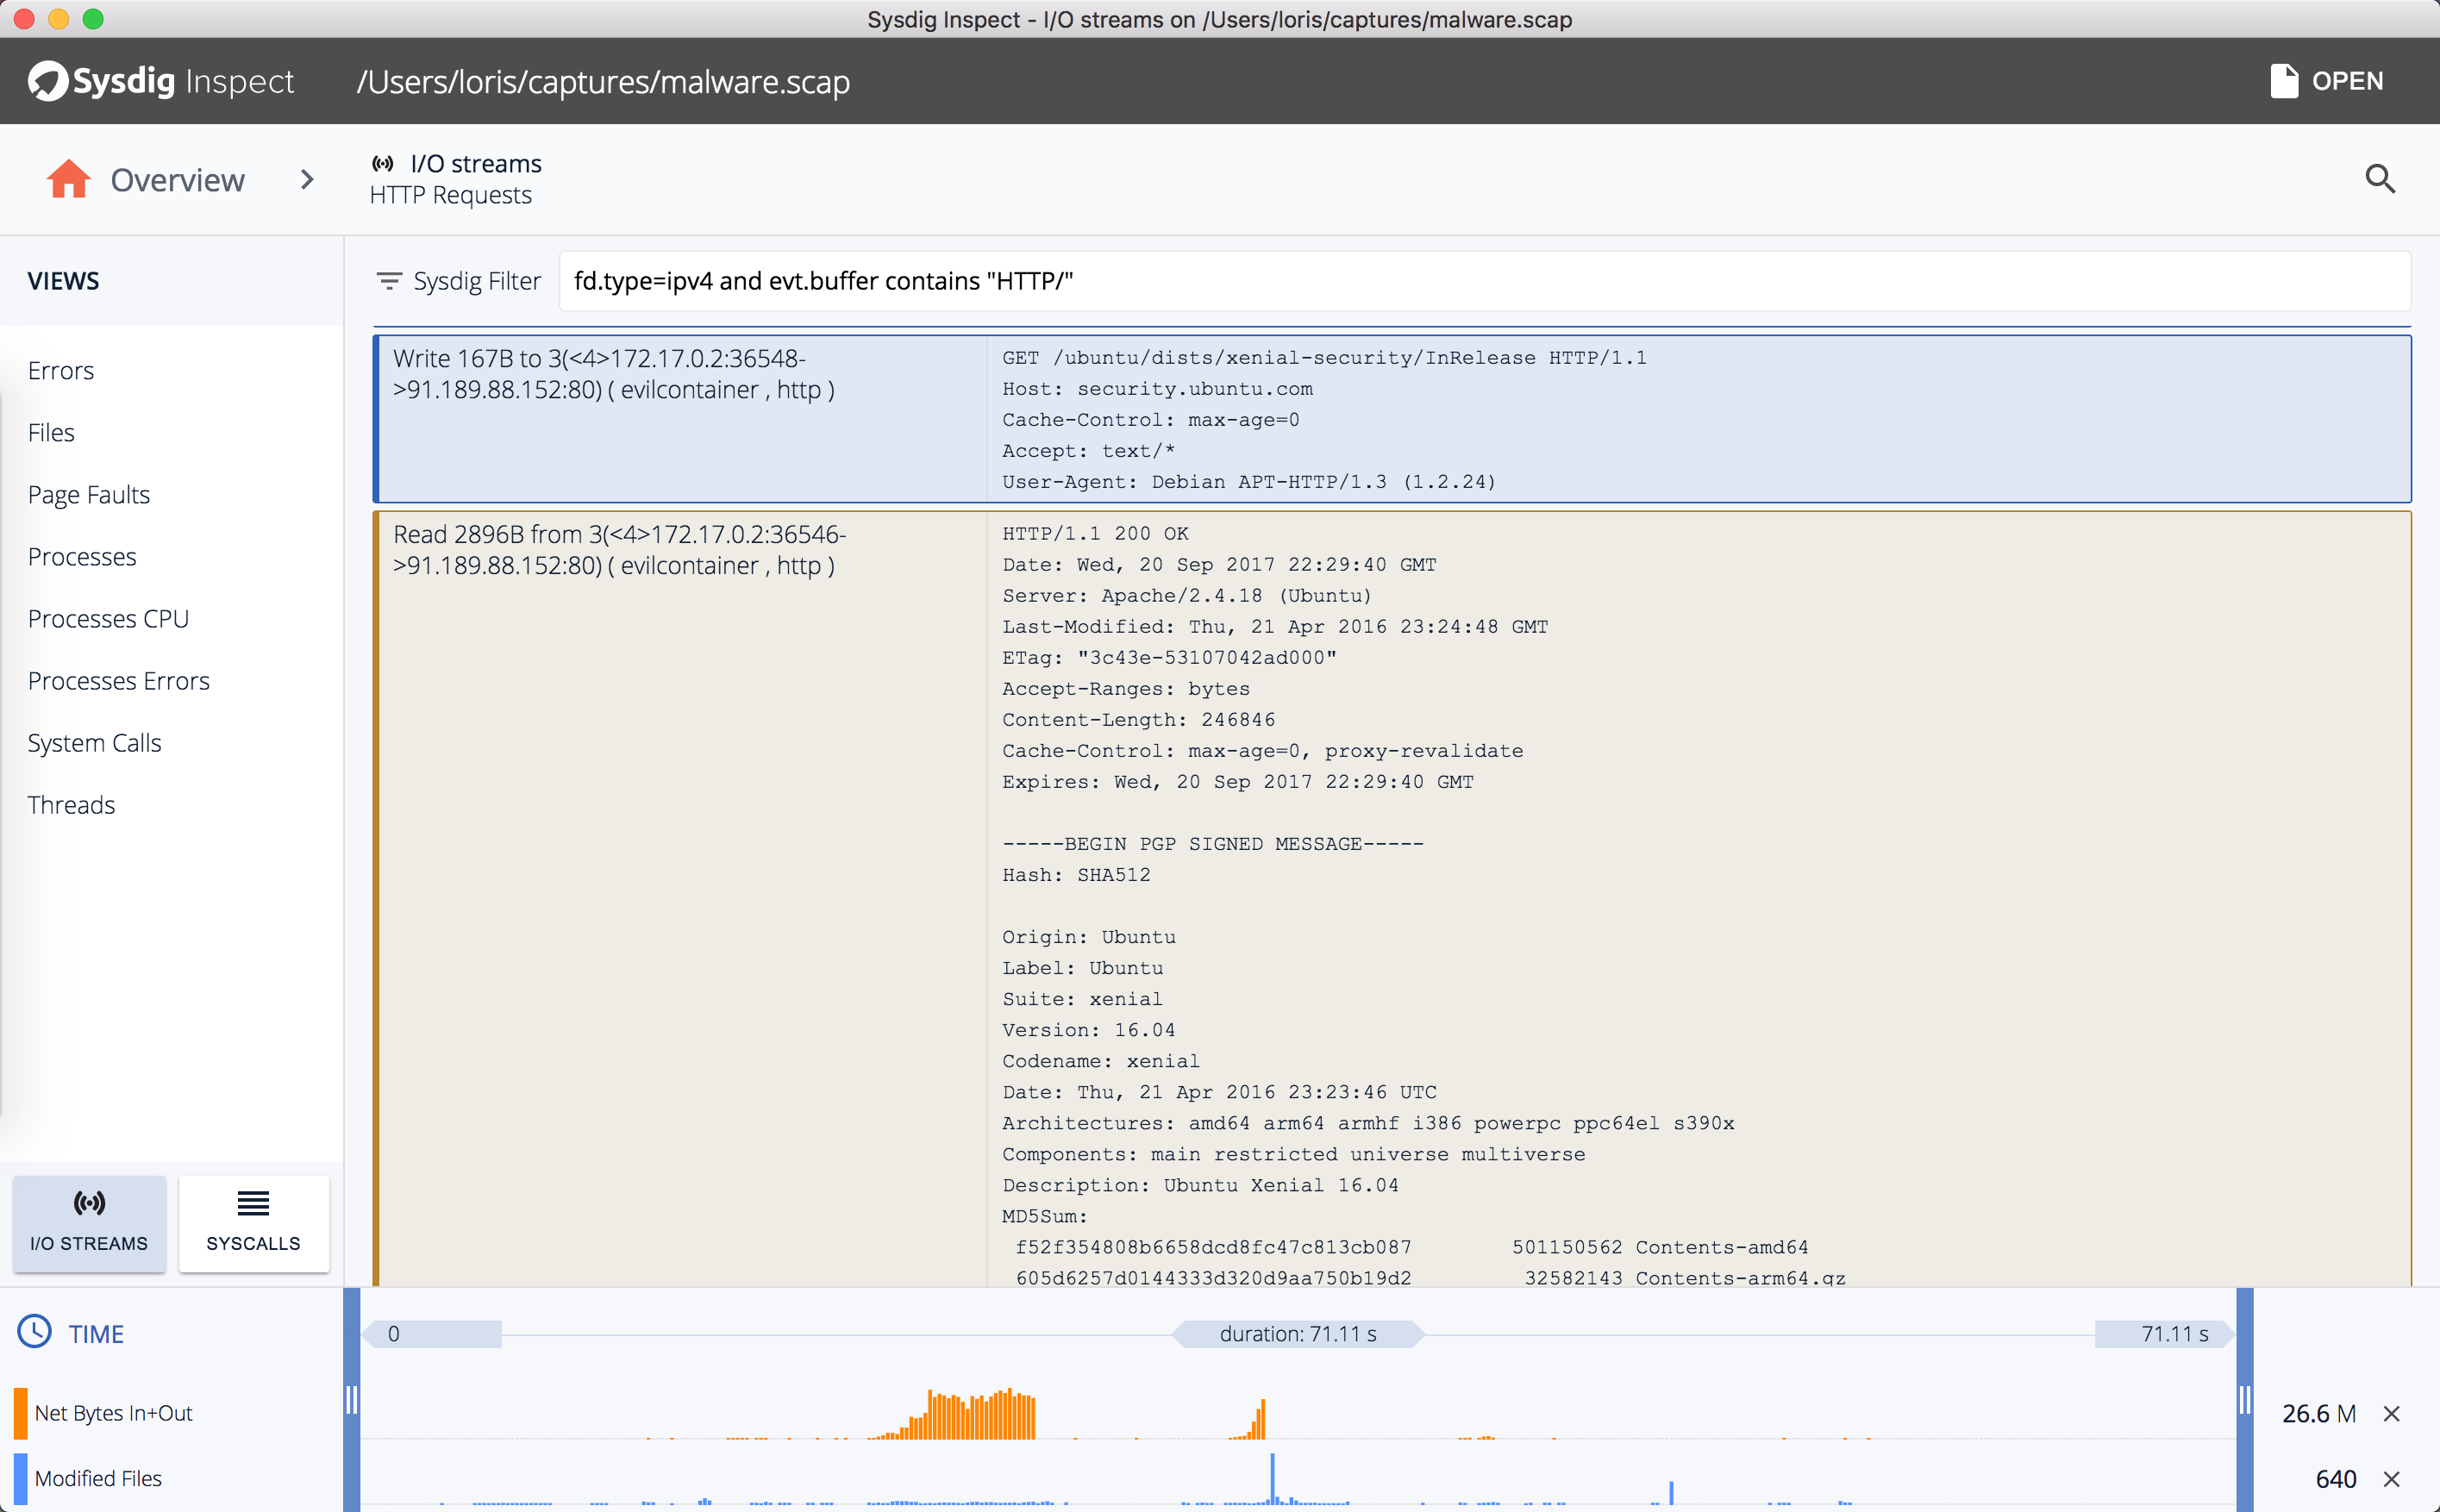 Sysdig Inspect - I/O streams on /Users/loris/captures/malware.scap
Sysdig Inspect
/Users/loris/captures/malware.scap
OPEN
Overview
I/O streams
HTTP Requests
VIEWS
Errors
Files
Page Faults
Processes
Processes CPU
Processes Errors
System Calls
Threads
I/O STREAMS
SYSCALLS
Sysdig Filter
fd.type=ipv4 and evt.buffer contains "HTTP/"
Write 167B to 3(<4>172.17.0.2:36548-
>91.189.88.152:80) ( evilcontainer , http )
GET /ubuntu/dists/xenial-security/InRelease HTTP/1.1
Host: security.ubuntu.com
Cache-Control: max-age=0
Accept: text/*
User-Agent: Debian APT-HTTP/1.3 (1.2.24)
Read 2896B from 3(<4>172.17.0.2:36546-
>91.189.88.152:80) ( evilcontainer , http )
HTTP/1.1 200 OK
Date: Wed, 20 Sep 2017 22:29:40 GMT
Server: Apache/2.4.18 (Ubuntu)
Last-Modified: Thu, 21 Apr 2016 23:24:48 GMT
ETag: "3c43e-53107042ad000"
Accept-Ranges: bytes
Content-Length: 246846
Cache-Control: max-age=0, proxy-revalidate
Expires: Wed, 20 Sep 2017 22:29:40 GMT
-----BEGIN PGP SIGNED MESSAGE-----
Hash: SHA512
Origin: Ubuntu
Label: Ubuntu
Suite: xenial
Version: 16.04
Codename: xenial
Date: Thu, 21 Apr 2016 23:23:46 UTC
Architectures: amd64 arm64 armhf i386 powerpc ppc64el s390x
Components: main restricted universe multiverse
Description: Ubuntu Xenial 16.04
MD5Sum:
f52f354808b6658dcd8fc47c813cb087 501150562 Contents-amd64
605d6257d0144333d320d9aa750b19d2 32582143 Contents-arm64.gz
TIME
0
duration: 71.11 s
71.11 s
Net Bytes In+Out
26.6 M
Modified Files
640